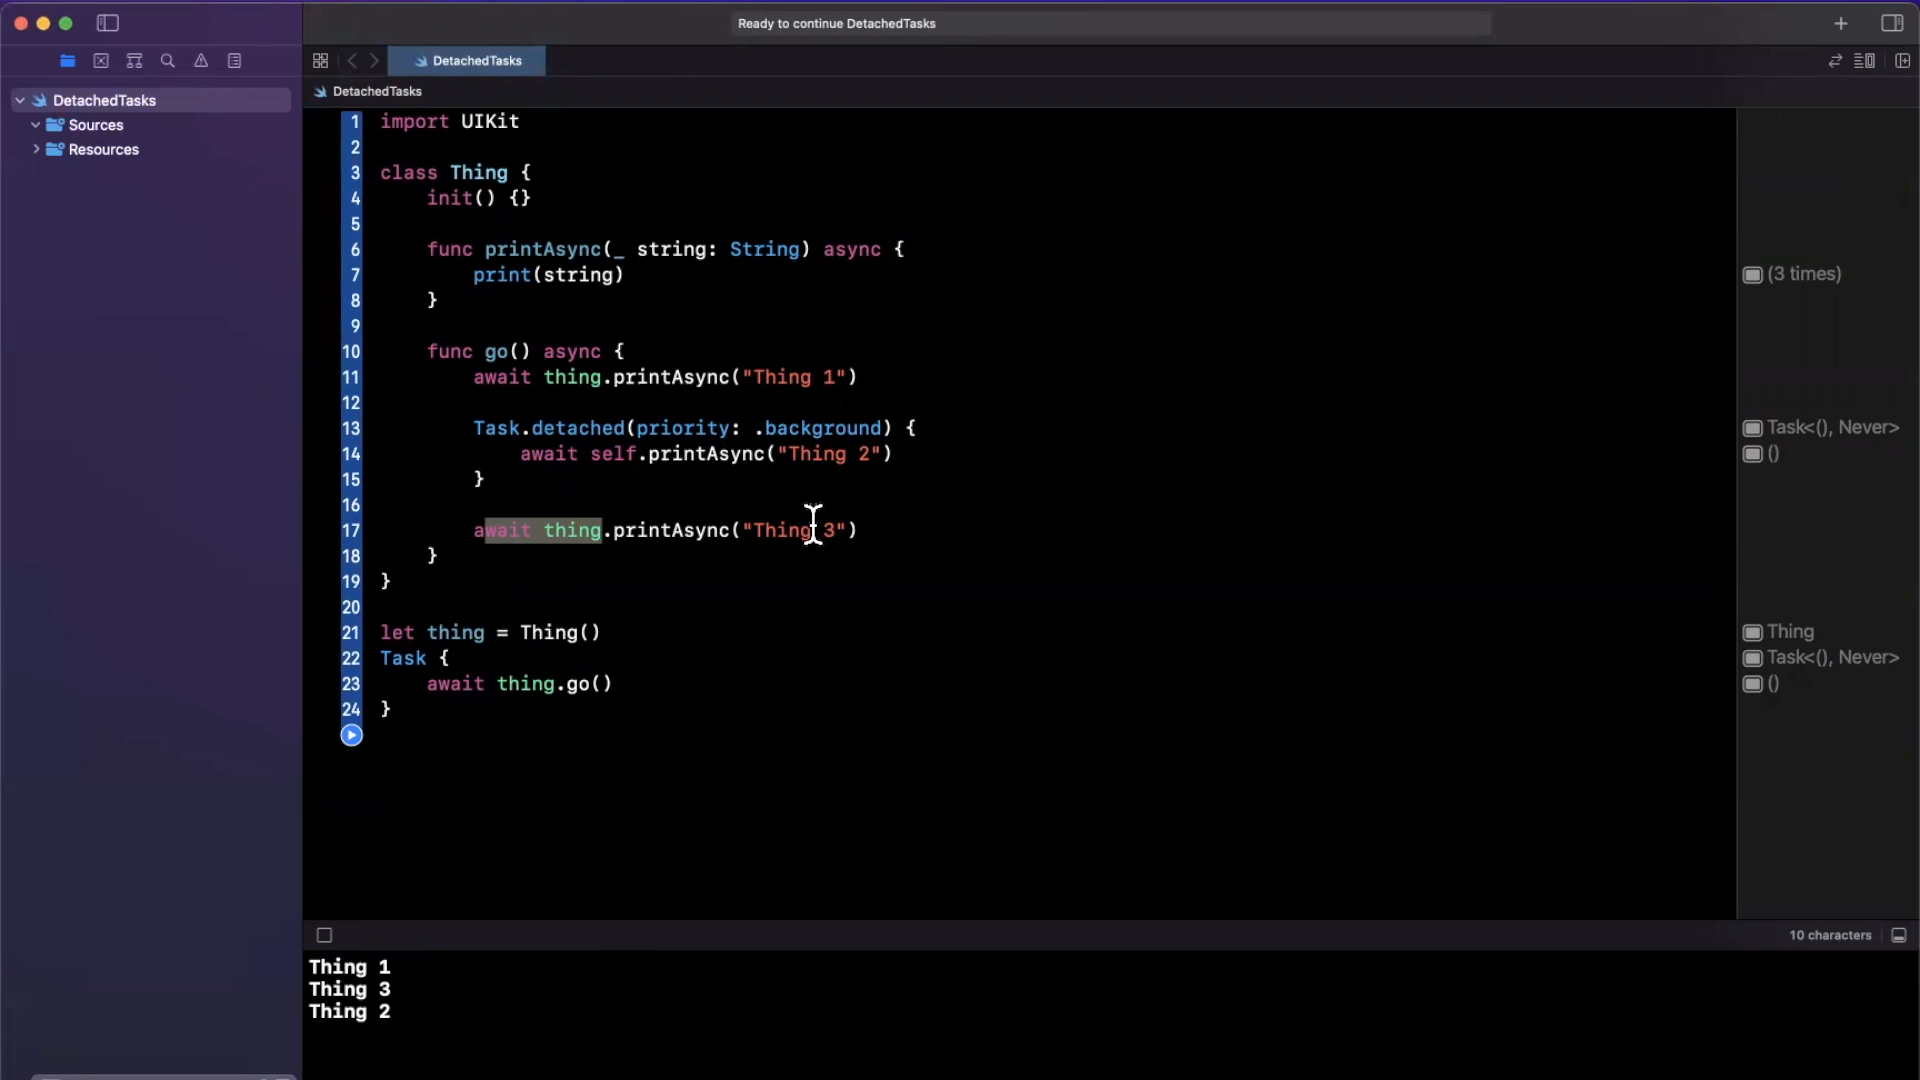 Ready to continue DetachedTasks
DetachedTasks
DetachedTasks
DetachedTasks
Sources
Resources
1 import UIKit
2
3 class Thing {
4 init() {}
5
6 func printAsync(_ string: String) async {
7 print(string)
(3 times)
8 }
9
10 func go() async {
11 await thing.printAsync("Thing 1")
12
13 Task.detached(priority: .background) {
Task<(), Never>
14 await self.printAsync("Thing 2")
()
15 }
16
17 await thing.printAsync("Thing 3")
18 }
19 }
20
21 let thing = Thing()
Thing
22 Task {
Task<(), Never>
23 await thing.go()
()
24 }
10 characters
Thing 1
Thing 3
Thing 2